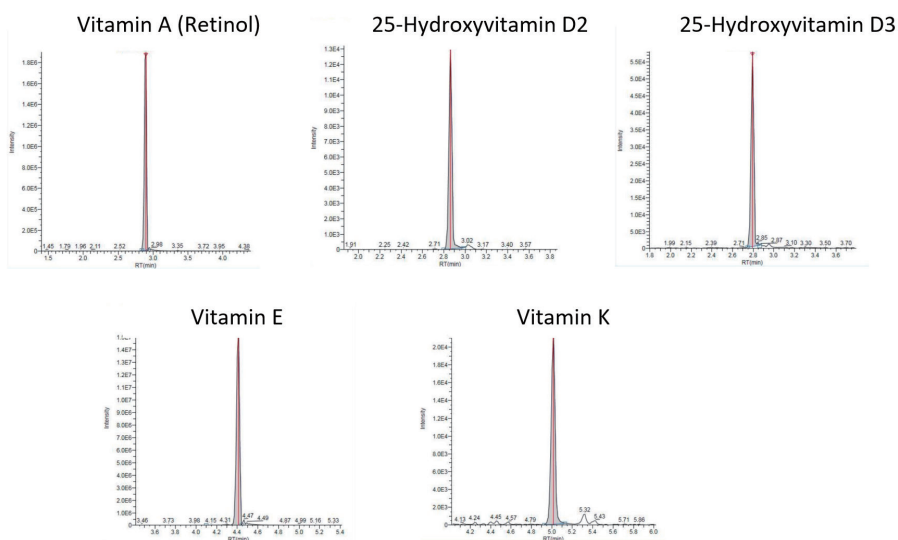 Vitamin A (Retinol)
1.8E6
1.6E6
1.4E6
1.2E6
1.0E6
8.0E5
6.0E5
4.0E5
2.0E5
0
Intensity
1.45 1.79 1.96 2.11 2.52 2.98 3.35 3.72 3.95 4.38
1.5 2.0 2.5 3.0 3.5 4.0
RT(min)
25-Hydroxyvitamin D2
1.3E4
1.2E4
1.1E4
1.0E4
9.0E3
8.0E3
7.0E3
6.0E3
5.0E3
4.0E3
3.0E3
2.0E3
1.0E3
0
Intensity
1.91 2.25 2.42 2.71 3.02 3.17 3.40 3.57
2.0 2.2 2.4 2.6 2.8 3.0 3.2 3.4 3.6 3.8
RT(min)
25-Hydroxyvitamin D3
5.5E4
5.0E4
4.5E4
4.0E4
3.5E4
3.0E4
2.5E4
2.0E4
1.5E4
1.0E4
5.0E3
0
Intensity
1.99 2.15 2.39 2.71 2.95 2.97 3.10 3.30 3.50 3.70
1.8 1.8 2.0 2.2 2.4 2.6 2.8 3.0 3.2 3.4 3.6
RT(min)
Vitamin E
1.4E7
1.3E7
1.2E7
1.1E7
1.0E7
9.0E6
8.0E6
7.0E6
6.0E6
5.0E6
4.0E6
3.0E6
2.0E6
1.0E6
0
Intensity
3.46 3.73 3.98 4.15 4.31 4.47 4.49 4.87 4.99 5.16 5.33
3.6 3.8 4.0 4.2 4.4 4.6 4.8 5.0 5.2 5.4
RT(min)
Vitamin K
2.0E4
1.8E4
1.6E4
1.4E4
1.2E4
1.0E4
8.0E3
6.0E3
4.0E3
2.0E3
0
Intensity
4.13 4.24 4.45 4.57 4.79 5.32 5.43 5.71 5.86
4.2 4.4 4.6 4.8 5.0 5.2 5.4 5.6 5.8 6.0
RT(min)